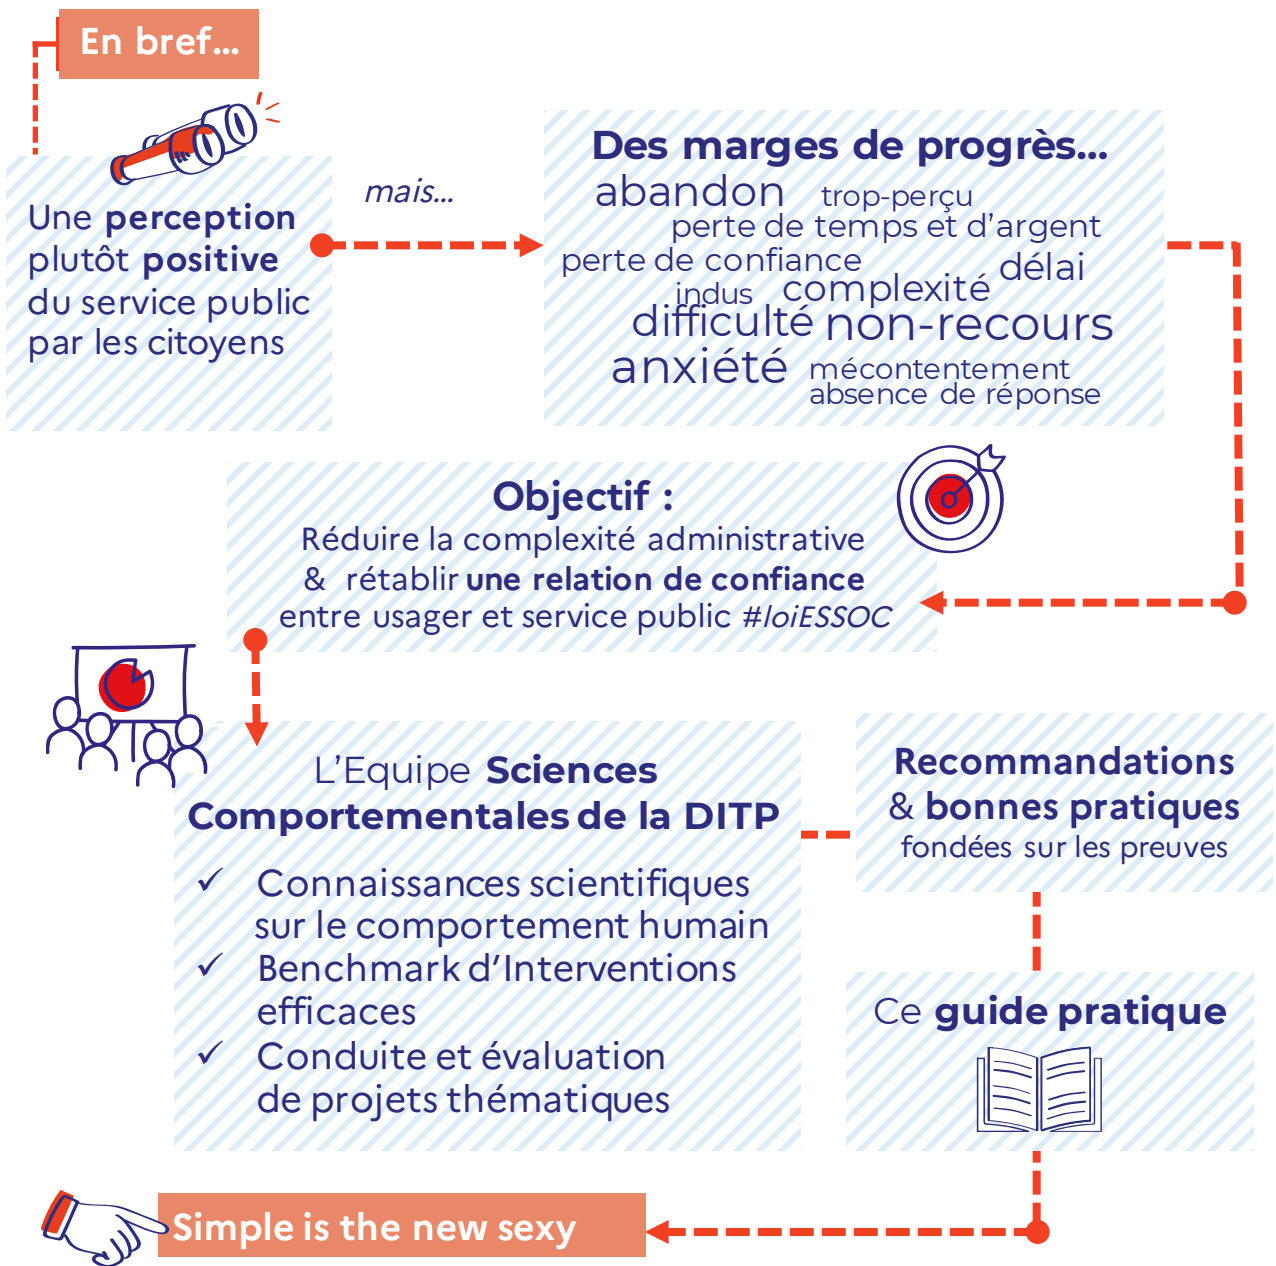 En bref...
Une perception
plutôt positive
du service public
par les citoyens
mais...
Des marges de progrès...
abandon trop-perçu
perte de temps et d'argent
perte de confiance délai
indus complexité
difficulté non-recours
anxiété mécontentement
absence de réponse
Objectif :
Réduire la complexité administrative
& rétablir une relation de confiance
entre usager et service public #loiESSOC
L'Equipe Sciences
Comportementales de la DITP
✓ Connaissances scientifiques
sur le comportement humain
✓ Benchmark d'Interventions
efficaces
✓ Conduite et évaluation
de projets thématiques
Recommandations
& bonnes pratiques
fondées sur les preuves
Ce guide pratique
Simple is the new sexy